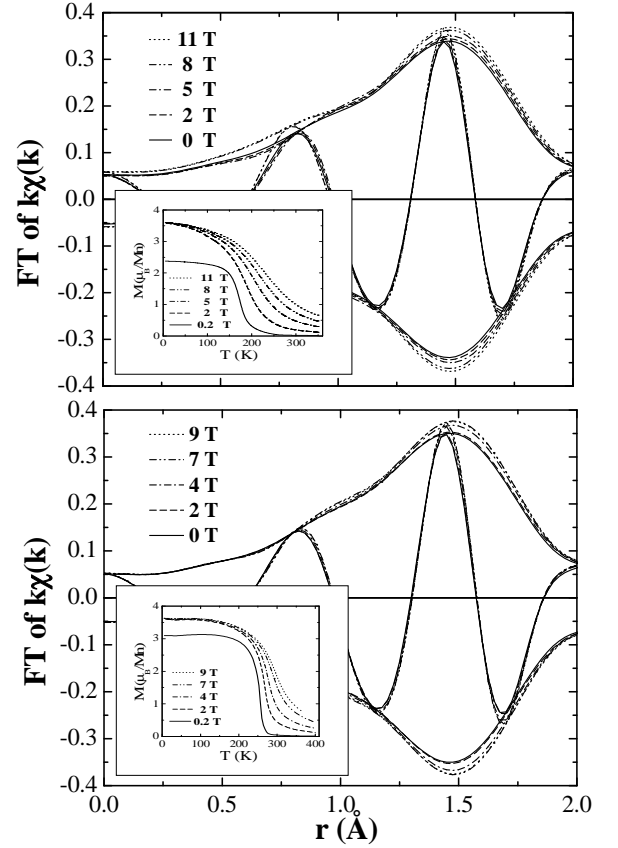 11 T
8 T
5 T
2 T
0 T
FT of kχ(k)
0.4
0.3
0.2
0.1
0.0
-0.1
-0.2
-0.3
-0.4
M(μB/Mn)
4
3
2
1
0
11 T
8 T
5 T
2 T
0.2 T
0 100 200 300
T (K)
9 T
7 T
4 T
2 T
0 T
FT of kχ(k)
0.4
0.3
0.2
0.1
0.0
-0.1
-0.2
-0.3
-0.4
M(μB/Mn)
4
3
2
1
0
9 T
7 T
4 T
2 T
0.2 T
0 100 200 300 400
T (K)
0.0 0.5 1.0 1.5 2.0
r (Å)